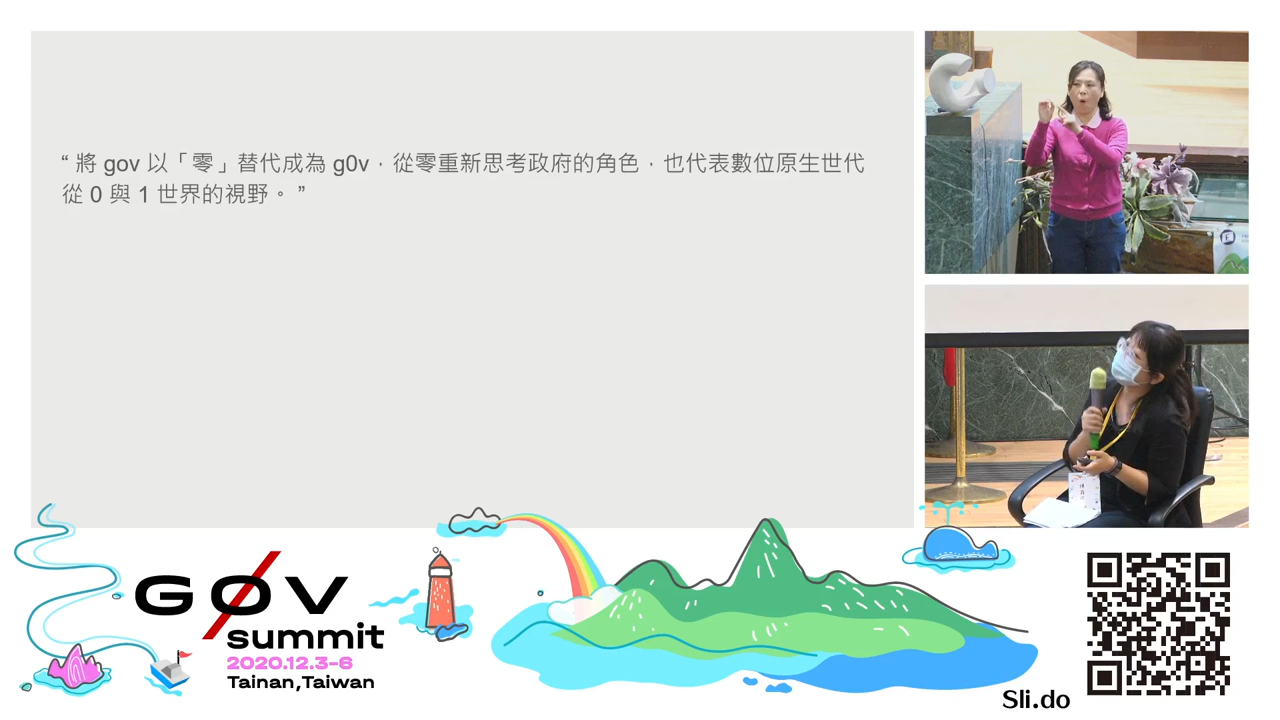 “ 將 gov 以「零」替代成為 g0v，從零重新思考政府的角色，也代表數位原生世代
從 0 與 1 世界的視野。 ”
GØV
summit
2020.12.3-6
Tainan,Taiwan
Sli.do